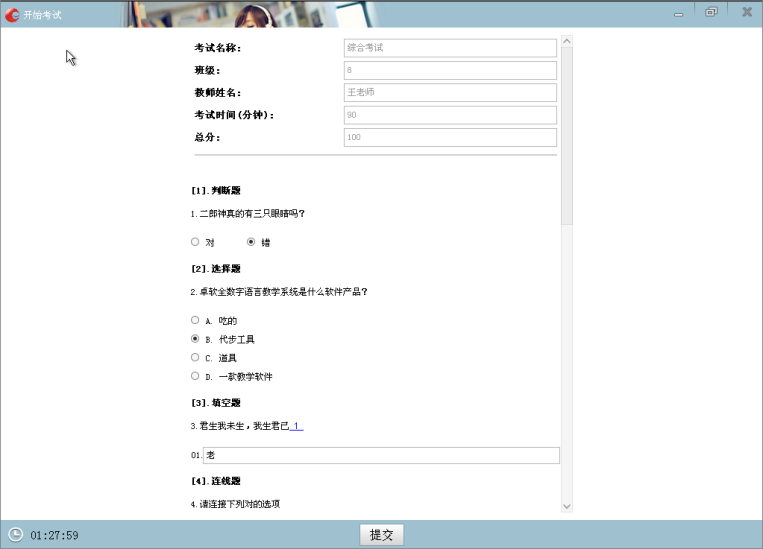 开始考试
考试名称: 综合考试
班级: 6
教师姓名: 王老师
考试时间(分钟): 90
总分: 100
[1].判断题
1.二郎神真的有三只眼睛吗?
对 错
[2].选择题
2.卓软全数字语言教学系统是什么软件产品?
A. 吃的
B. 代步工具
C. 道具
D. 一款教学软件
[3].填空题
3.君生我未生，我生君已 1
01. 老
[4].连线题
4.请连接下列对的选项
01:27:59 提交